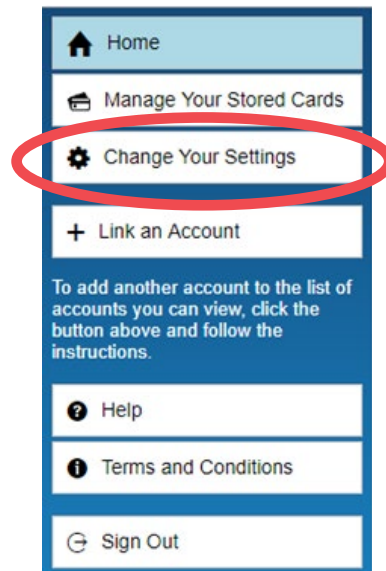 Home
Manage Your Stored Cards
Change Your Settings
Link an Account
To add another account to the list of
accounts you can view, click the
button above and follow the
instructions.
Help
Terms and Conditions
Sign Out